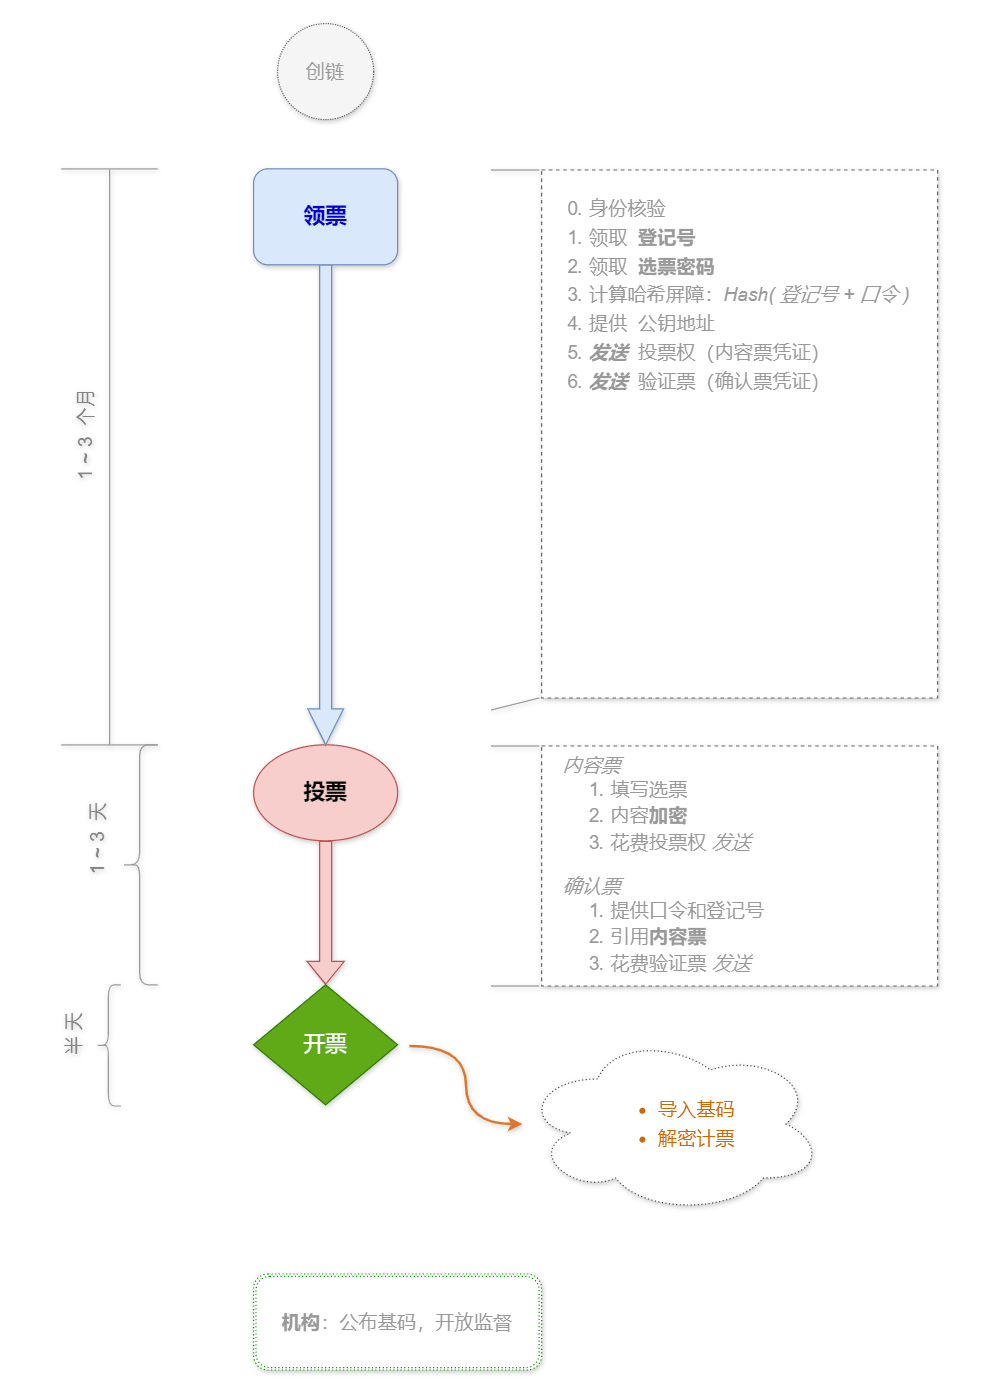 创链
领票
0. 身份核验
1. 领取 登记号
2. 领取 选票密码
3. 计算哈希屏障：Hash( 登记号 + 口令 )
4. 提供 公钥地址
5. 发送 投票权（内容票凭证）
6. 发送 验证票（确认票凭证）
1 ~ 3 个月
投票
内容票
1. 填写选票
2. 内容加密
3. 花费投票权 发送
确认票
1. 提供口令和登记号
2. 引用内容票
3. 花费验证票 发送
1 ~ 3 天
开票
半天
• 导入基码
• 解密计票
机构：公布基码，开放监督